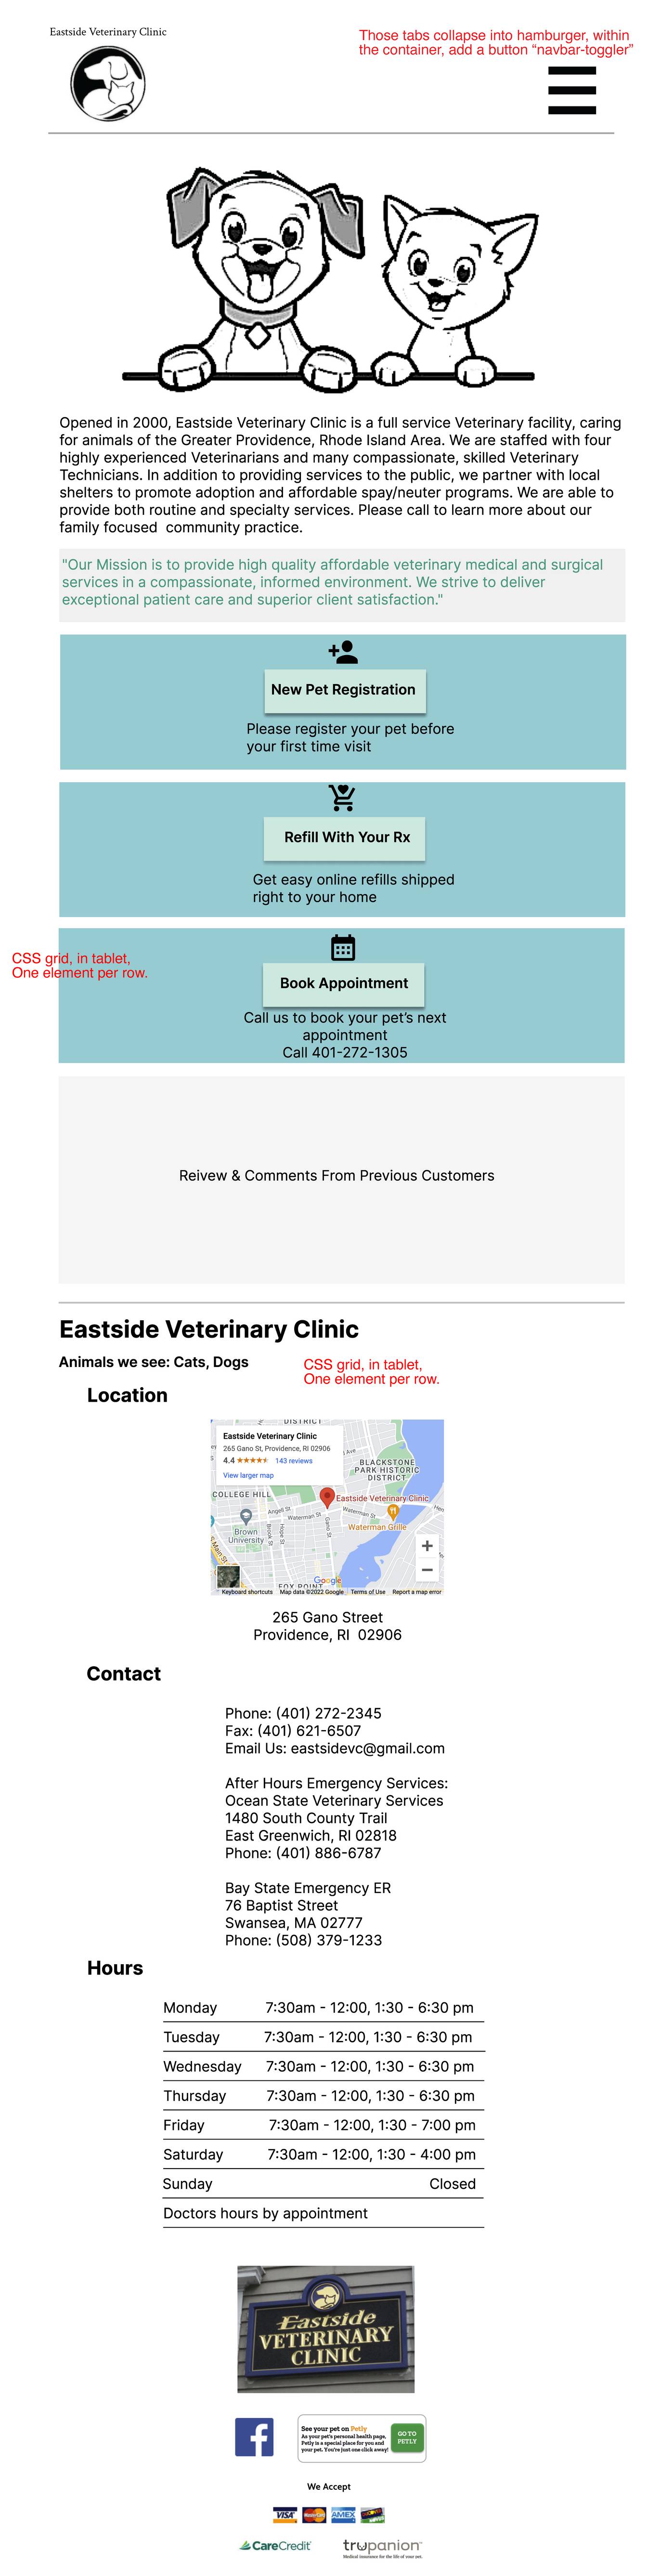 Eastside Veterinary Clinic
Those tabs collapse into hamburger, within
the container, add a button “navbar-toggler”
Opened in 2000, Eastside Veterinary Clinic is a full service Veterinary facility, caring
for animals of the Greater Providence, Rhode Island Area. We are staffed with four
highly experienced Veterinarians and many compassionate, skilled Veterinary
Technicians. In addition to providing services to the public, we partner with local
shelters to promote adoption and affordable spay/neuter programs. We are able to
provide both routine and specialty services. Please call to learn more about our
family focused  community practice.
"Our Mission is to provide high quality affordable veterinary medical and surgical
services in a compassionate, informed environment. We strive to deliver
exceptional patient care and superior client satisfaction."
New Pet Registration
Please register your pet before
your first time visit
Refill With Your Rx
Get easy online refills shipped
right to your home
CSS grid, in tablet,
One element per row.
Book Appointment
Call us to book your pet’s next
appointment
Call 401-272-1305
Reivew & Comments From Previous Customers
Eastside Veterinary Clinic
Animals we see: Cats, Dogs
CSS grid, in tablet,
One element per row.
Location
DISTRICT
Eastside Veterinary Clinic
265 Gano St, Providence, RI 02906
4.4 143 reviews
View larger map
BLACKSTONE
PARK HISTORIC
DISTRICT
COLLEGE HILL
Eastside Veterinary Clinic
Angell St
Waterman St
Waterman St
Brown
University
Hope St
Gano St
Waterman Grille
FOX POINT
Google
Keyboard shortcuts Map data ©2022 Google Terms of Use Report a map error
265 Gano Street
Providence, RI  02906
Contact
Phone: (401) 272-2345
Fax: (401) 621-6507
Email Us: eastsidevc@gmail.com
After Hours Emergency Services:
Ocean State Veterinary Services
1480 South County Trail
East Greenwich, RI 02818
Phone: (401) 886-6787
Bay State Emergency ER
76 Baptist Street
Swansea, MA 02777
Phone: (508) 379-1233
Hours
Monday 7:30am - 12:00, 1:30 - 6:30 pm
Tuesday 7:30am - 12:00, 1:30 - 6:30 pm
Wednesday 7:30am - 12:00, 1:30 - 6:30 pm
Thursday 7:30am - 12:00, 1:30 - 6:30 pm
Friday 7:30am - 12:00, 1:30 - 7:00 pm
Saturday 7:30am - 12:00, 1:30 - 4:00 pm
Sunday Closed
Doctors hours by appointment
Eastside
VETERINARY
CLINIC
See your pet on Petly
As your pet's personal health page,
Petly is a special place for you and
your pet. You're just one click away!
GO TO
PETLY
We Accept
VISA MasterCard AMEX
CareCredit trupanion
Medical insurance for the life of your pet.